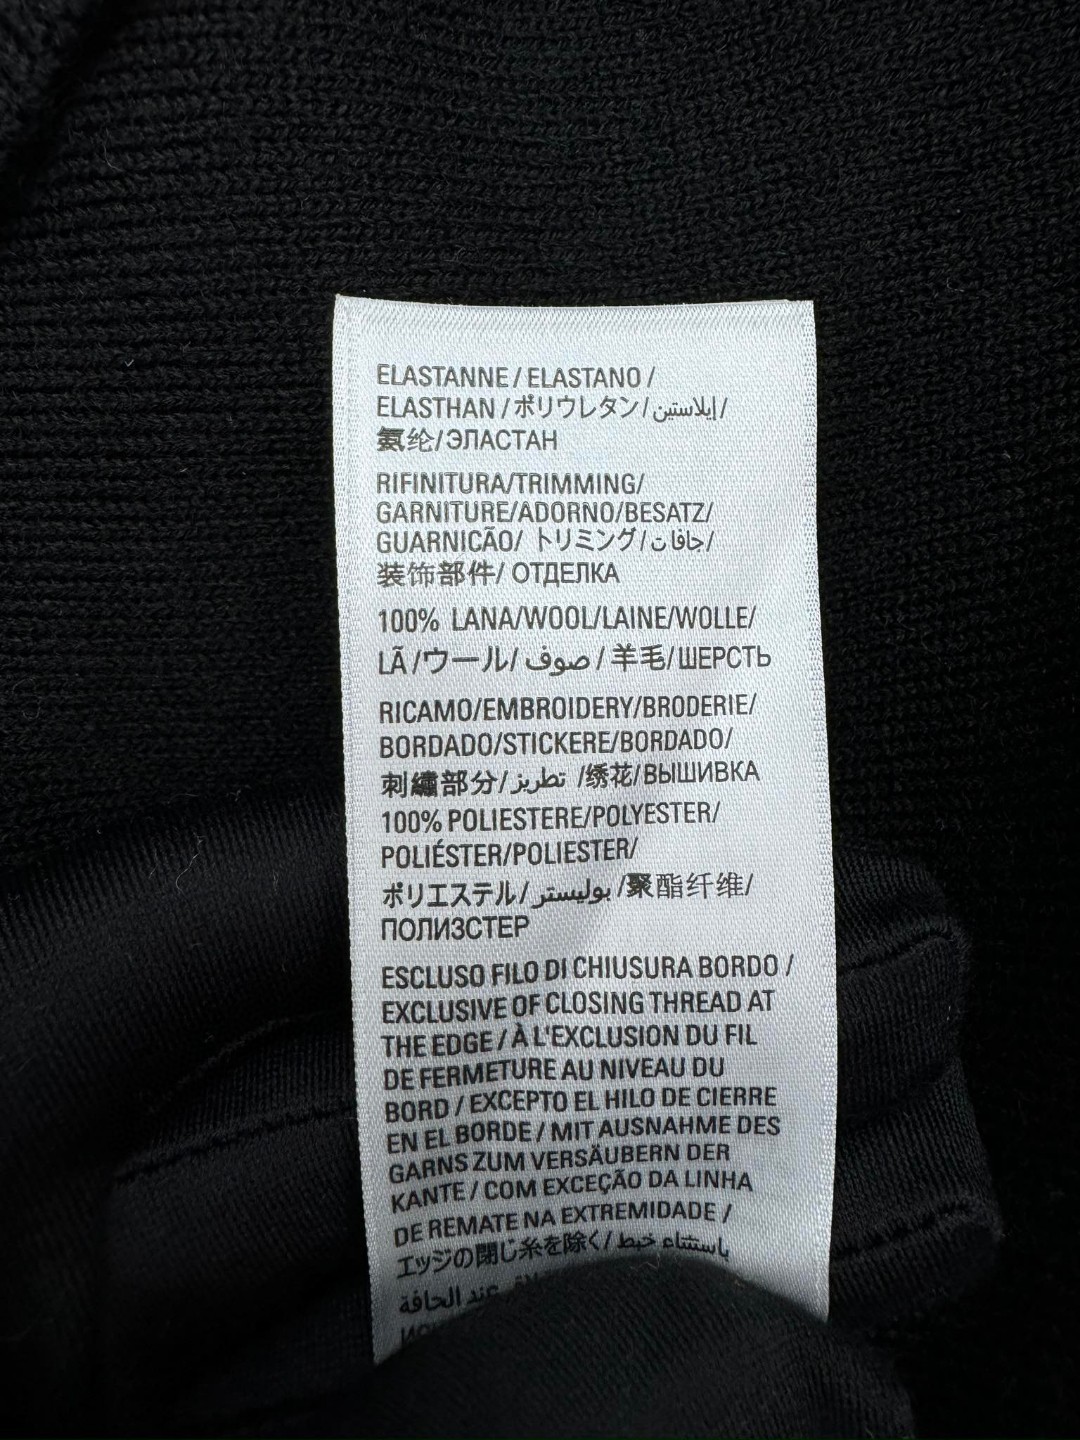 ELASTANNE / ELASTANO /
ELASTHAN / ポリウレタン / إيلاستين /
氨纶/ЭЛАСТАН
RIFINITURA/TRIMMING/
GARNITURE/ADORNO/BESATZ/
GUARNICÃO/ トリミング / حافات /
装饰部件/ ОТДЕЛКА
100% LANA/WOOL/LAINE/WOLLE/
LÃ /ウール/ صوف / 羊毛/ШЕРСТЬ
RICAMO/EMBROIDERY/BRODERIE/
BORDADO/STICKERE/BORDADO/
刺繍部分/ تطريز /绣花/ВЫШИВКА
100% POLIESTERE/POLYESTER/
POLIÉSTER/POLIESTER/
ポリエステル/ بوليستر /聚酯纤维/
ПОЛИЗСТЕР
ESCLUSO FILO DI CHIUSURA BORDO /
EXCLUSIVE OF CLOSING THREAD AT
THE EDGE / À L'EXCLUSION DU FIL
DE FERMETURE AU NIVEAU DU
BORD / EXCEPTO EL HILO DE CIERRE
EN EL BORDE / MIT AUSNAHME DES
GARNS ZUM VERSÄUBERN DER
KANTE / COM EXCEÇÃO DA LINHA
DE REMATE NA EXTREMIDADE /
エッジの閉じ糸を除く/ باستثناء خيط
عند الحافة